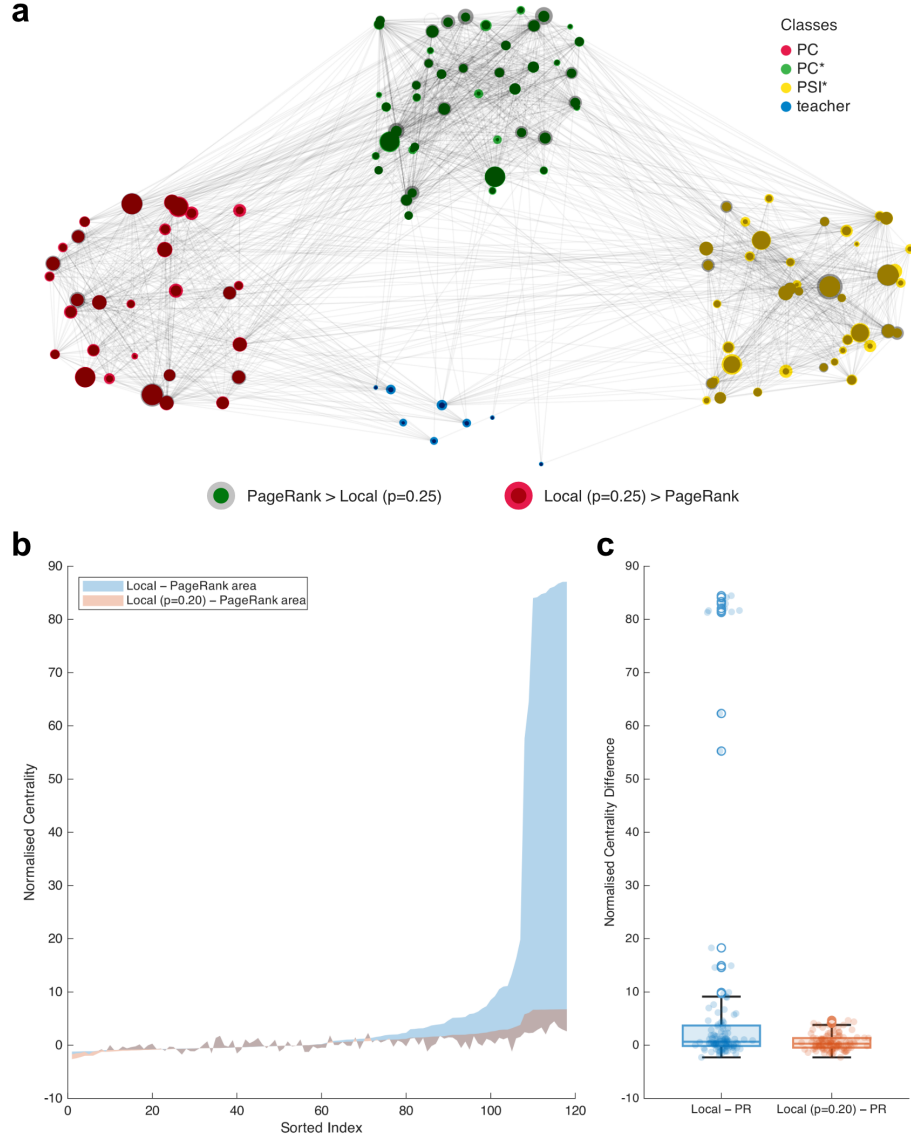 a
Classes
PC
PC*
PSI*
teacher
PageRank > Local (p=0.25)
Local (p=0.25) > PageRank
b
90
80
70
60
50
40
30
20
10
0
-10
Normalised Centrality
Local – PageRank area
Local (p=0.20) – PageRank area
0
20
40
60
80
100
120
Sorted Index
c
90
80
70
60
50
40
30
20
10
0
-10
Normalised Centrality Difference
Local – PR
Local (p=0.20) – PR